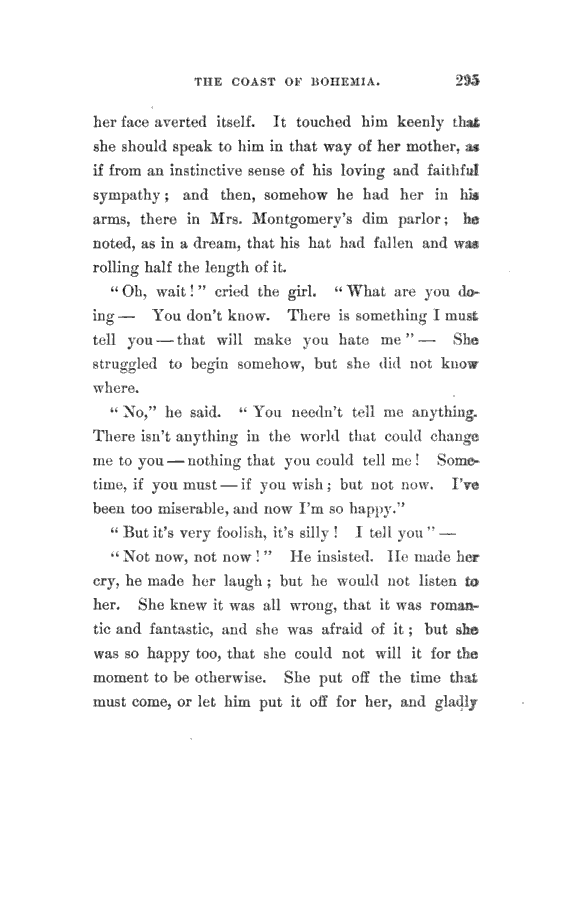 THE COAST OF BOHEMIA. 295
her face averted itself. It touched him keenly that
she should speak to him in that way of her mother, as
if from an instinctive sense of his loving and faithful
sympathy; and then, somehow he had her in his
arms, there in Mrs. Montgomery's dim parlor; he
noted, as in a dream, that his hat had fallen and was
rolling half the length of it.
"Oh, wait!" cried the girl. "What are you do-
ing— You don't know. There is something I must
tell you—that will make you hate me"— She
struggled to begin somehow, but she did not know
where.
"No," he said. "You needn't tell me anything.
There isn't anything in the world that could change
me to you—nothing that you could tell me! Some-
time, if you must—if you wish; but not now. I've
been too miserable, and now I'm so happy."
"But it's very foolish, it's silly! I tell you"—
"Not now, not now!" He insisted. He made her
cry, he made her laugh; but he would not listen to
her. She knew it was all wrong, that it was roman-
tic and fantastic, and she was afraid of it; but she
was so happy too, that she could not will it for the
moment to be otherwise. She put off the time that
must come, or let him put it off for her, and gladly